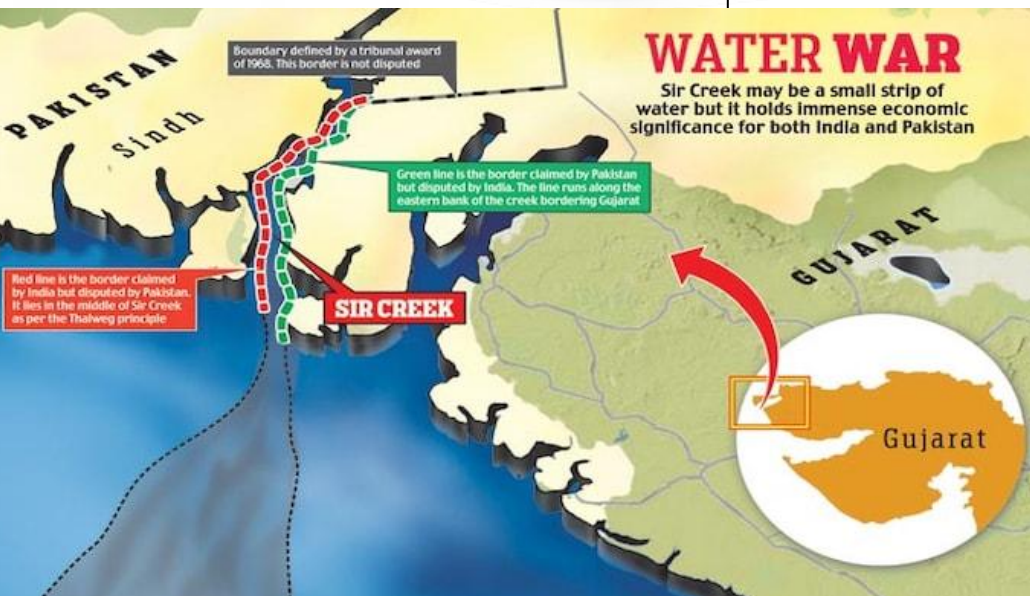 WATER WAR
Sir Creek may be a small strip of
water but it holds immense economic
significance for both India and Pakistan
PAKISTAN
Sindh
Boundary defined by a tribunal award
of 1968. This border is not disputed
Green line is the border claimed by Pakistan
but disputed by India. The line runs along the
eastern bank of the creek bordering Gujarat
GUJARAT
Red line is the border claimed
by India but disputed by Pakistan.
It lies in the middle of Sir Creek
as per the Thalweg principle
SIR CREEK
Gujarat